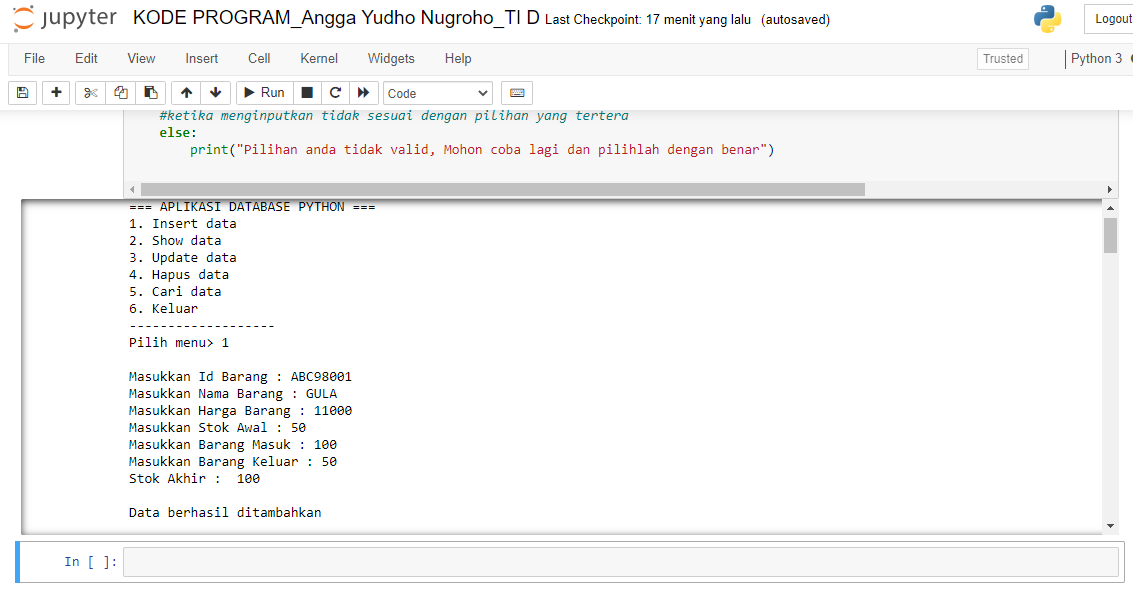 jupyter KODE PROGRAM_Angga Yudho Nugroho_TI D Last Checkpoint: 17 menit yang lalu (autosaved) Logout
File Edit View Insert Cell Kernel Widgets Help Trusted Python 3
Run Code
#ketika menginputkan tidak sesuai dengan pilihan yang tertera
else:
print("Pilihan anda tidak valid, Mohon coba lagi dan pilihlah dengan benar")
=== APLIKASI DATABASE PYTHON ===
1. Insert data
2. Show data
3. Update data
4. Hapus data
5. Cari data
6. Keluar
-------------------
Pilih menu> 1
Masukkan Id Barang : ABC98001
Masukkan Nama Barang : GULA
Masukkan Harga Barang : 11000
Masukkan Stok Awal : 50
Masukkan Barang Masuk : 100
Masukkan Barang Keluar : 50
Stok Akhir :  100
Data berhasil ditambahkan
In [ ]: